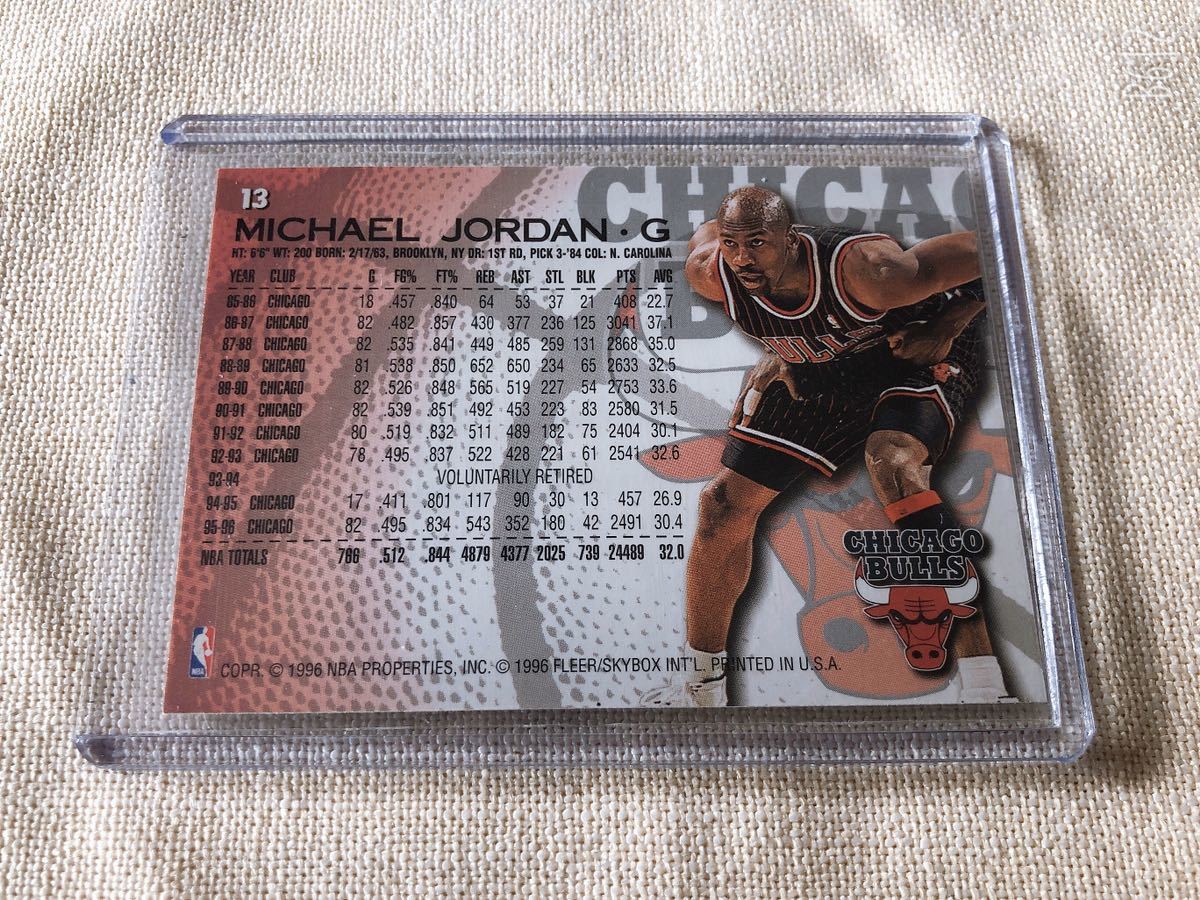 13
CHICAG
MICHAEL JORDAN · G
HT: 6'6" WT: 200 BORN: 2/17/63, BROOKLYN, NY DR: 1ST RD, PICK 3-'84 COL: N. CAROLINA
YEAR CLUB G FG% FT% REB AST STL BLK PTS AVG
85-86 CHICAGO 18 .457 .840 64 53 37 21 408 22.7
86-87 CHICAGO 82 .482 .857 430 377 236 125 3041 37.1
87-88 CHICAGO 82 .535 .841 449 485 259 131 2868 35.0
88-89 CHICAGO 81 .538 .850 652 650 234 65 2633 32.5
89-90 CHICAGO 82 .526 .848 565 519 227 54 2753 33.6
90-91 CHICAGO 82 .539 .851 492 453 223 83 2580 31.5
91-92 CHICAGO 80 .519 .832 511 489 182 75 2404 30.1
92-93 CHICAGO 78 .495 .837 522 428 221 61 2541 32.6
93-94 VOLUNTARILY RETIRED
94-95 CHICAGO 17 .411 .801 117 90 30 13 457 26.9
95-96 CHICAGO 82 .495 .834 543 352 180 42 2491 30.4
NBA TOTALS 766 .512 .844 4879 4377 2025 739 24489 32.0
BULLS
CHICAGO
BULLS
NBA
COPR. © 1996 NBA PROPERTIES, INC. © 1996 FLEER/SKYBOX INT'L. PRINTED IN U.S.A.